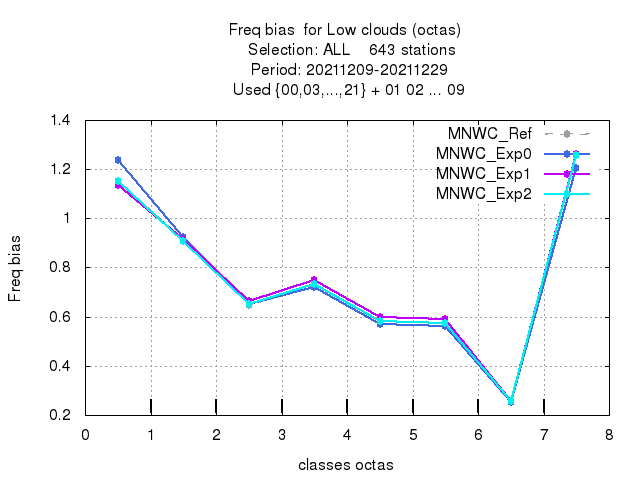 Freq bias  for Low clouds (octas)
Selection: ALL    643 stations
Period: 20211209-20211229
Used {00,03,...,21} + 01 02 ... 09
MNWC_Ref
MNWC_Exp0
MNWC_Exp1
MNWC_Exp2
1.4
1.2
1
0.8
0.6
0.4
0.2
Freq bias
0 1 2 3 4 5 6 7 8
classes octas